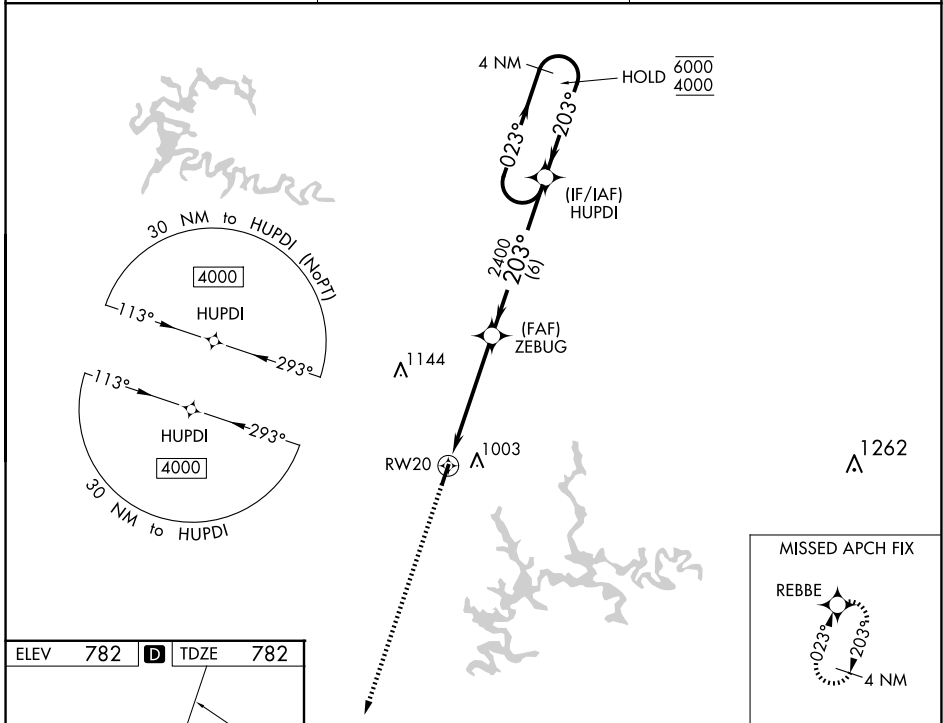 4 NM
HOLD 6000
4000
023°
203°
(IF/IAF)
HUPDI
2400
203°
(6)
(FAF)
ZEBUG
30 NM to HUPDI (NoPT)
4000
HUPDI
113°
293°
113°
293°
HUPDI
4000
30 NM to HUPDI
1144
RW20
1003
1262
MISSED APCH FIX
REBBE
023°
203°
4 NM
ELEV 782 D TDZE 782